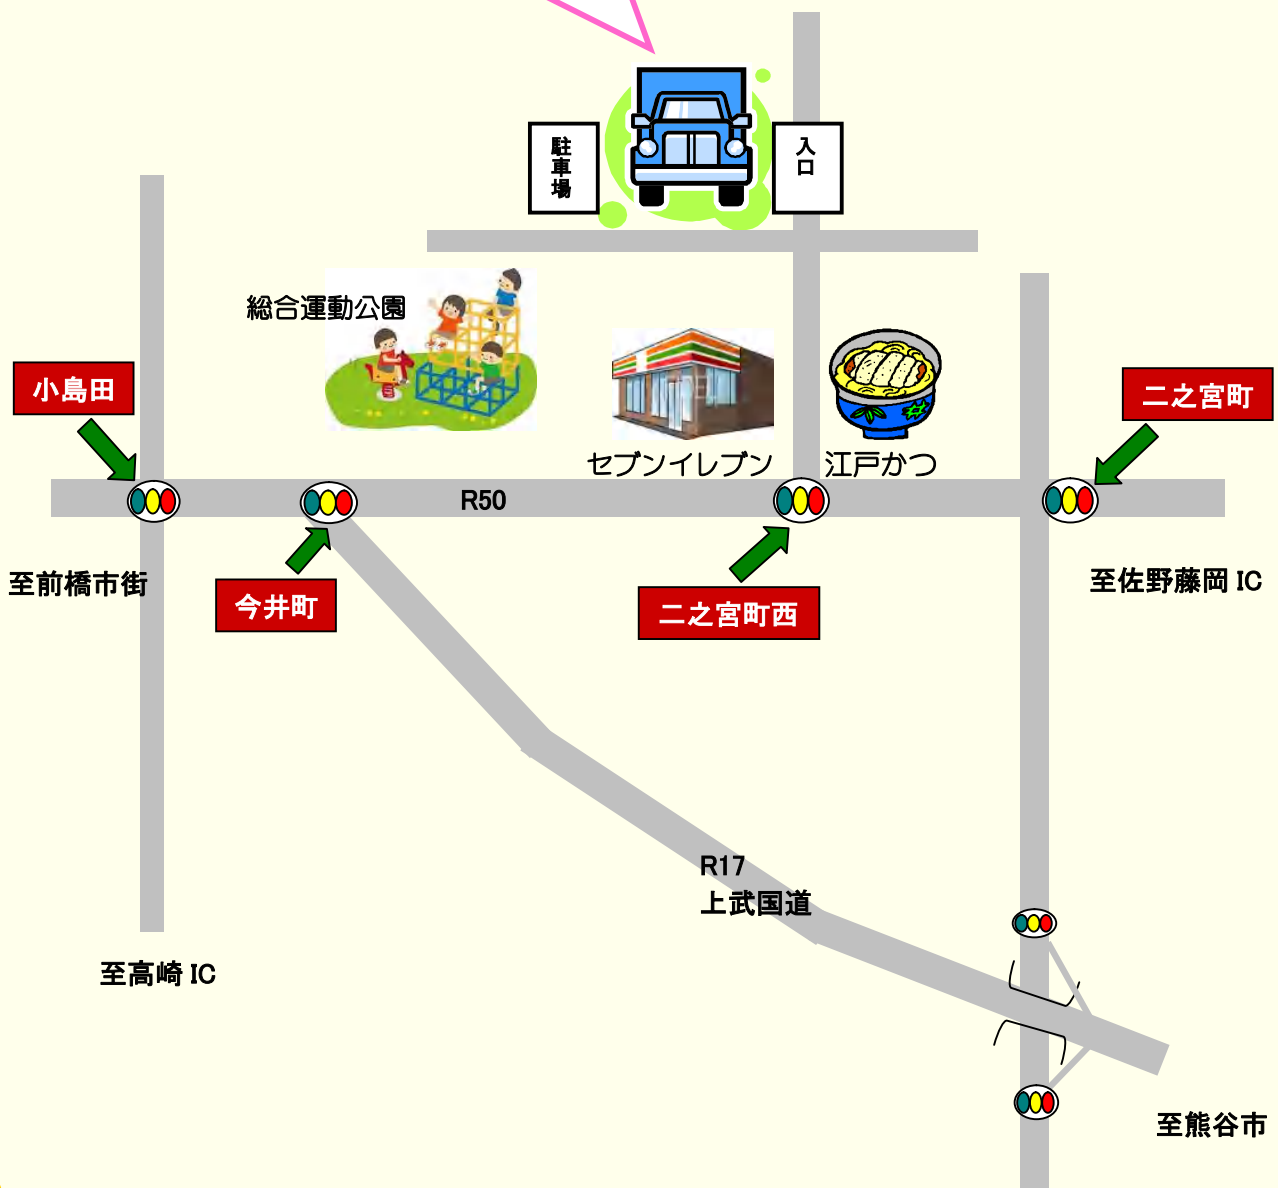 駐車場
入口
総合運動公園
小島田
二之宮町
セブンイレブン
江戸かつ
R50
至前橋市街
至佐野藤岡 IC
今井町
二之宮町西
R17
上武国道
至高崎 IC
至熊谷市